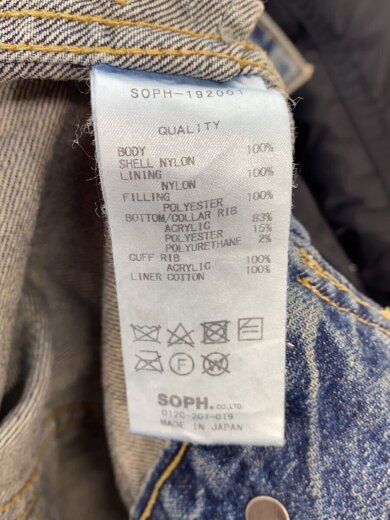 SOPH-192001
QUALITY
BODY
SHELL NYLON 100%
LINING
NYLON 100%
FILLING
POLYESTER 100%
BOTTOM/COLLAR RIB
ACRYLIC 83%
POLYESTER 15%
POLYURETHANE 2%
CUFF RIB
ACRYLIC 100%
LINER COTTON 100%
F
W
SOPH.CO.,LTD.
0120-207-019
MADE IN JAPAN